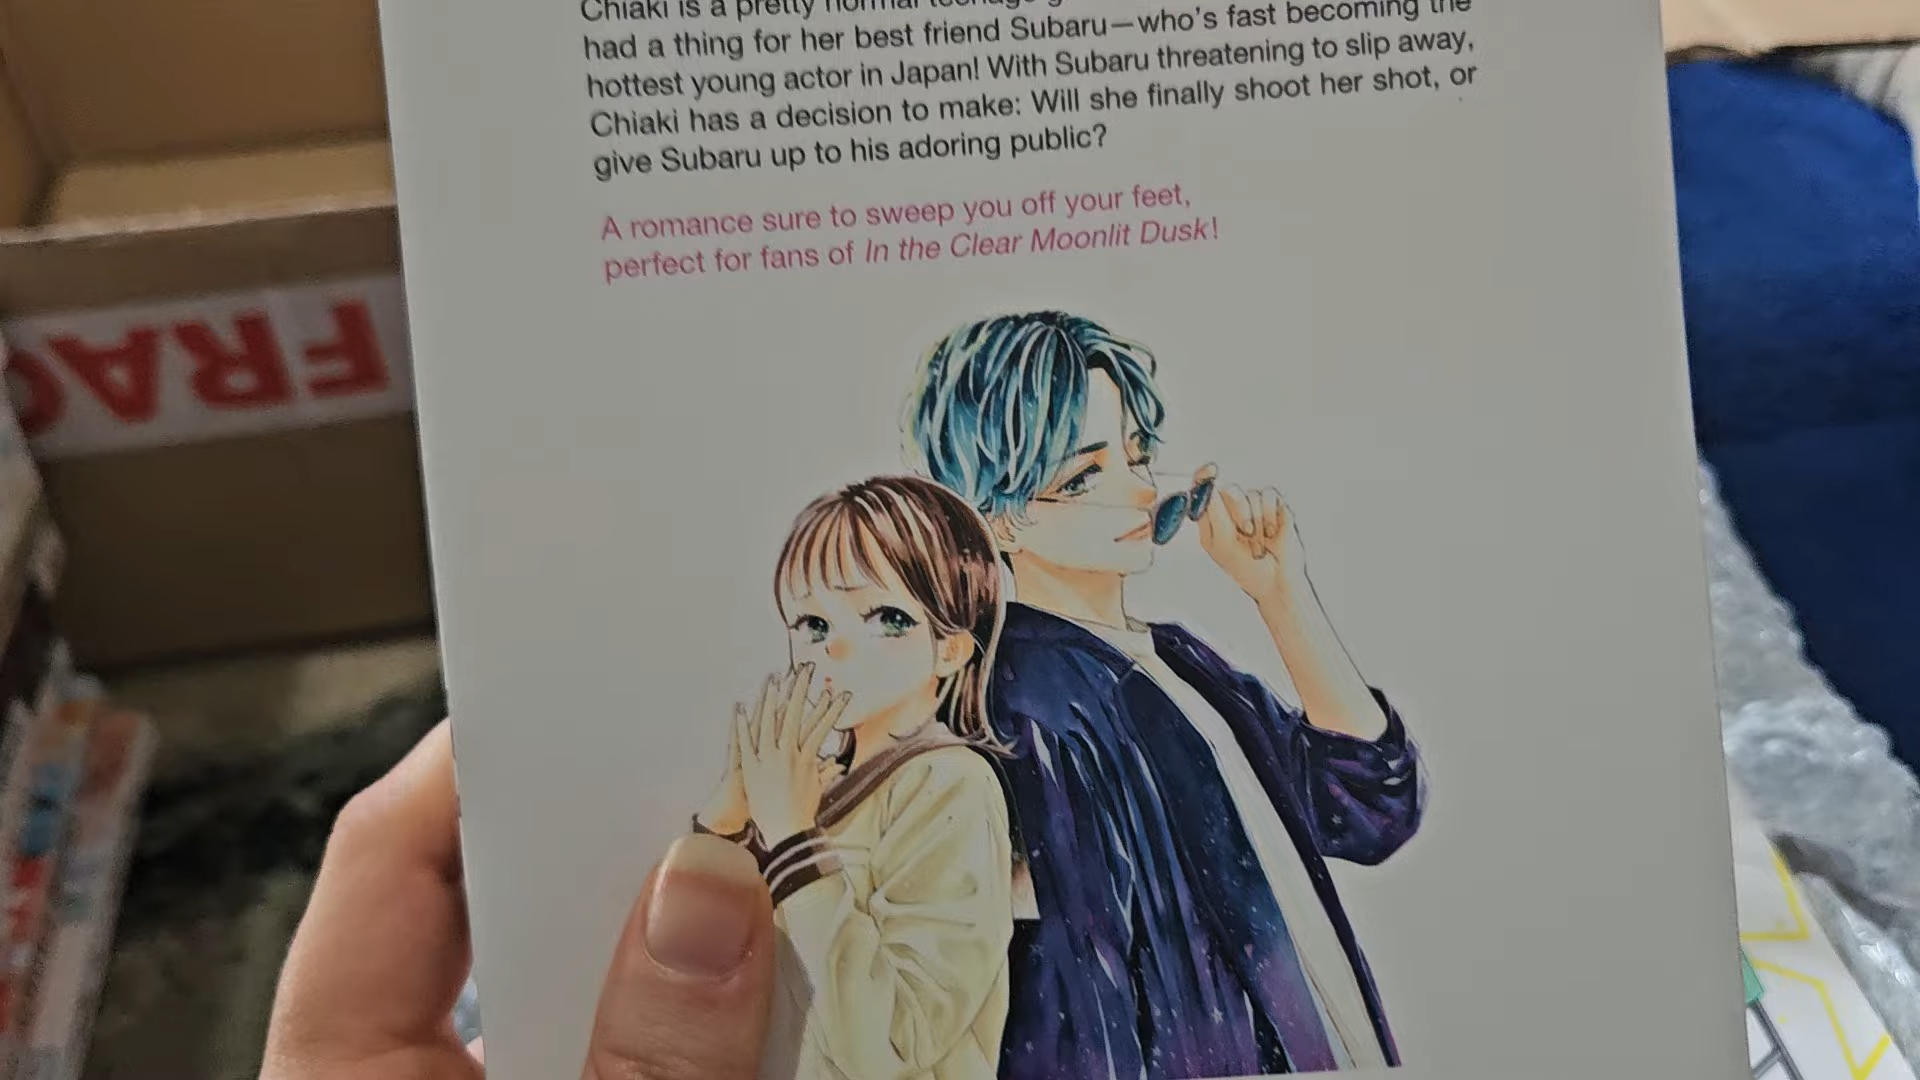 Chiaki is a pretty normal teenage
had a thing for her best friend Subaru—who's fast becoming the
hottest young actor in Japan! With Subaru threatening to slip away,
Chiaki has a decision to make: Will she finally shoot her shot, or
give Subaru up to his adoring public?
A romance sure to sweep you off your feet,
perfect for fans of In the Clear Moonlit Dusk!
FRAG